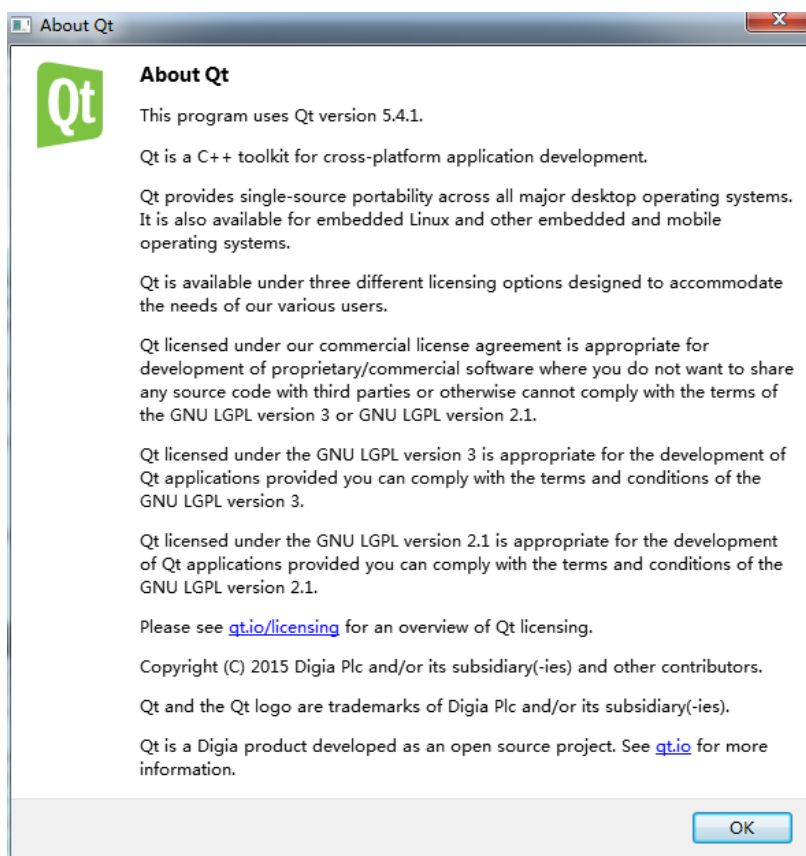 About Qt
Qt
About Qt
This program uses Qt version 5.4.1.
Qt is a C++ toolkit for cross-platform application development.
Qt provides single-source portability across all major desktop operating systems.
It is also available for embedded Linux and other embedded and mobile
operating systems.
Qt is available under three different licensing options designed to accommodate
the needs of our various users.
Qt licensed under our commercial license agreement is appropriate for
development of proprietary/commercial software where you do not want to share
any source code with third parties or otherwise cannot comply with the terms of
the GNU LGPL version 3 or GNU LGPL version 2.1.
Qt licensed under the GNU LGPL version 3 is appropriate for the development of
Qt applications provided you can comply with the terms and conditions of the
GNU LGPL version 3.
Qt licensed under the GNU LGPL version 2.1 is appropriate for the development
of Qt applications provided you can comply with the terms and conditions of the
GNU LGPL version 2.1.
Please see qt.io/licensing for an overview of Qt licensing.
Copyright (C) 2015 Digia Plc and/or its subsidiary(-ies) and other contributors.
Qt and the Qt logo are trademarks of Digia Plc and/or its subsidiary(-ies).
Qt is a Digia product developed as an open source project. See qt.io for more
information.
OK